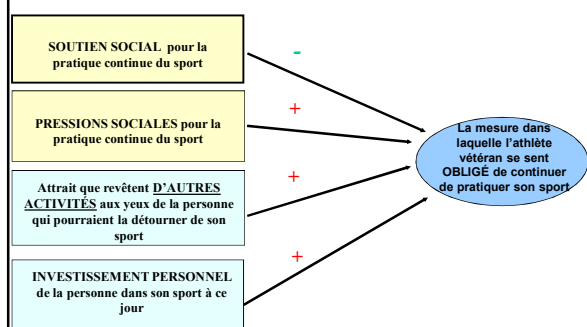 SOUTIEN SOCIAL pour la
pratique continue du sport
-
PRESSIONS SOCIALES pour la
pratique continue du sport
+
Attrait que revêtent D'AUTRES
ACTIVITÉS aux yeux de la personne
qui pourraient la détourner de son
sport
+
INVESTISSEMENT PERSONNEL
de la personne dans son sport à ce
jour
+
La mesure dans
laquelle l'athlète
vétéran se sent
OBLIGÉ de continuer
de pratiquer son sport